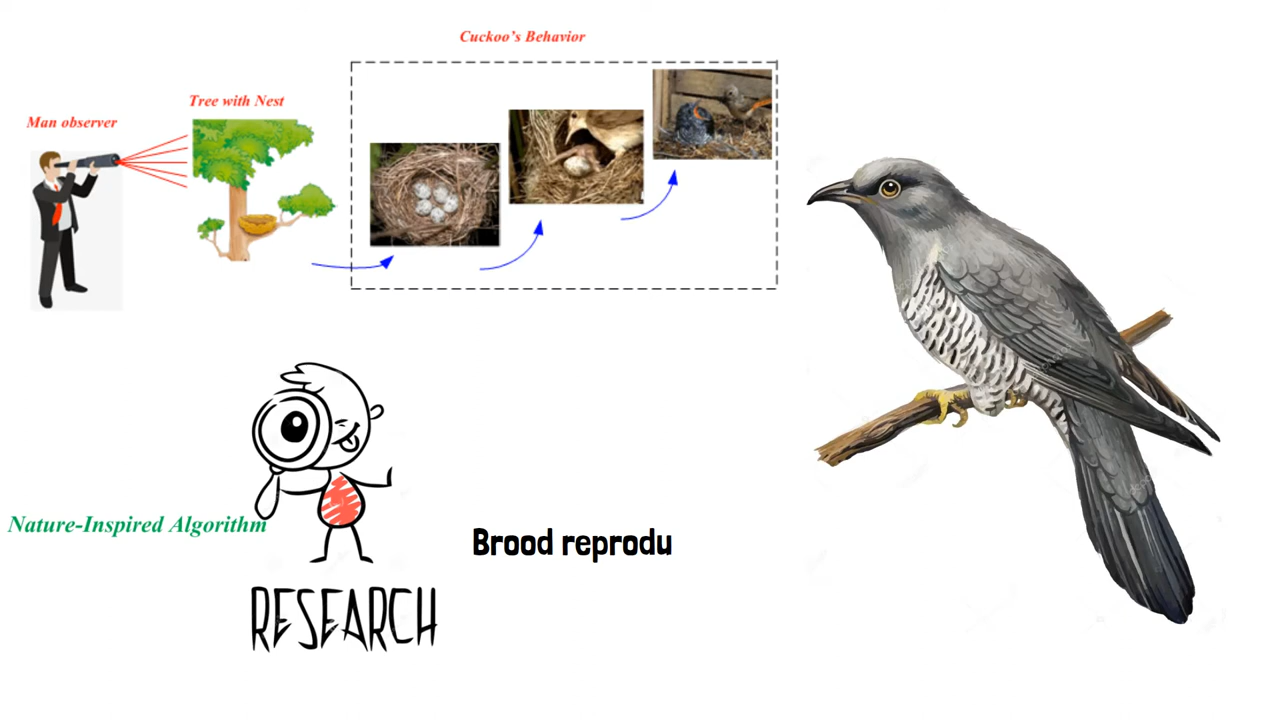 Cuckoo's Behavior
Tree with Nest
Man observer
Nature-Inspired Algorithm
Brood reprodu
RESEARCH